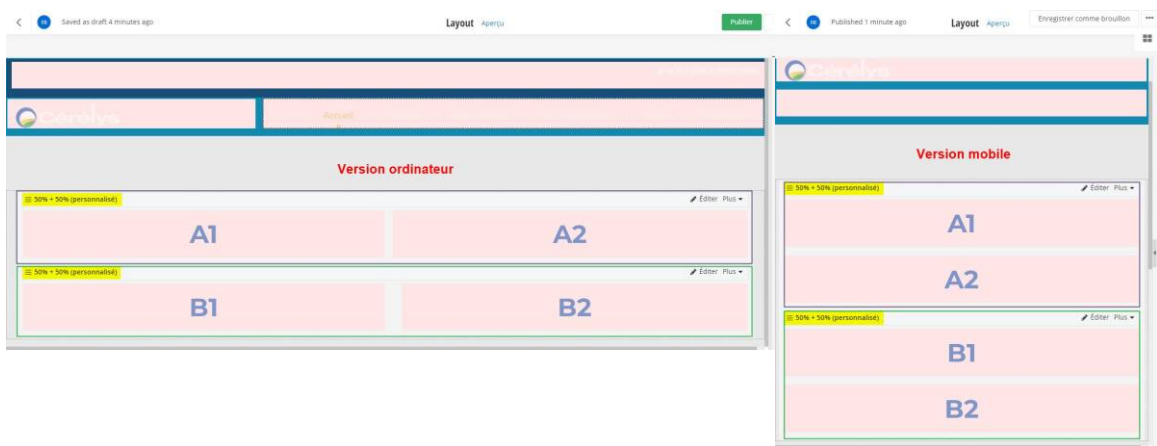 Saved as draft 4 minutes ago
Layout Aperçu
Publier
Cérélys
Accueil
Version ordinateur
50% + 50% (personnalisé)
Éditer Plus
A1 A2
50% + 50% (personnalisé)
Éditer Plus
B1 B2
Published 1 minute ago
Layout Aperçu
Enregistrer comme brouillon
Cérélys
Version mobile
50% + 50% (personnalisé)
Éditer Plus
A1
A2
50% + 50% (personnalisé)
Éditer Plus
B1
B2